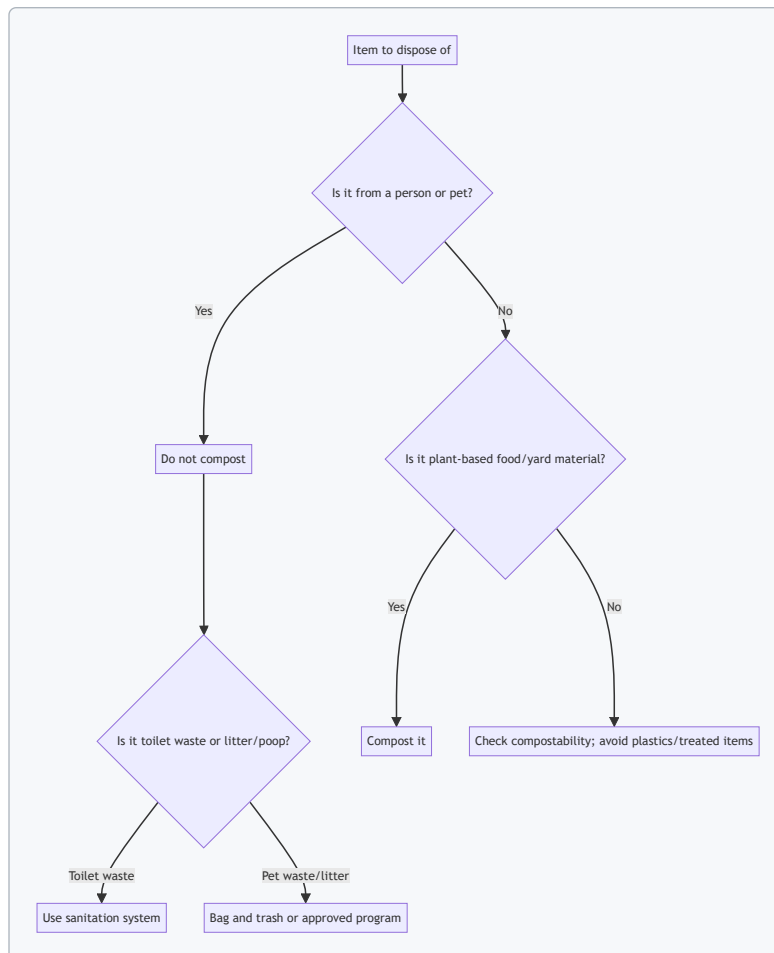 Item to dispose of
Is it from a person or pet?
Yes
No
Do not compost
Is it plant-based food/yard material?
Yes
No
Is it toilet waste or litter/poop?
Compost it
Check compostability; avoid plastics/treated items
Toilet waste
Pet waste/litter
Use sanitation system
Bag and trash or approved program